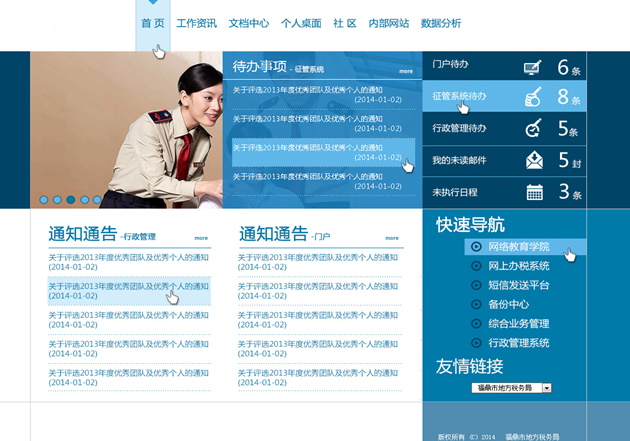 首 页 工作资讯 文档中心 个人桌面 社 区 内部网站 数据分析
待办事项 - 征管系统 more
关于评选2013年度优秀团队及优秀个人的通知
(2014-01-02)
关于评选2013年度优秀团队及优秀个人的通知
(2014-01-02)
关于评选2013年度优秀团队及优秀个人的通知
(2014-01-02)
关于评选2013年度优秀团队及优秀个人的通知
(2014-01-02)
门户待办 6 条
征管系统待办 8 条
行政管理待办 5 条
我的未读邮件 5 封
未执行日程 3 条
通知通告 -行政管理 more
关于评选2013年度优秀团队及优秀个人的通知
(2014-01-02)
关于评选2013年度优秀团队及优秀个人的通知
(2014-01-02)
关于评选2013年度优秀团队及优秀个人的通知
(2014-01-02)
关于评选2013年度优秀团队及优秀个人的通知
(2014-01-02)
关于评选2013年度优秀团队及优秀个人的通知
(2014-01-02)
通知通告 -门户 more
关于评选2013年度优秀团队及优秀个人的通知
(2014-01-02)
关于评选2013年度优秀团队及优秀个人的通知
(2014-01-02)
关于评选2013年度优秀团队及优秀个人的通知
(2014-01-02)
关于评选2013年度优秀团队及优秀个人的通知
(2014-01-02)
关于评选2013年度优秀团队及优秀个人的通知
(2014-01-02)
快速导航
网络教育学院
网上办税系统
短信发送平台
备份中心
综合业务管理
行政管理系统
友情链接
福鼎市地方税务局
版权所有 (C) 2014 福鼎市地方税务局